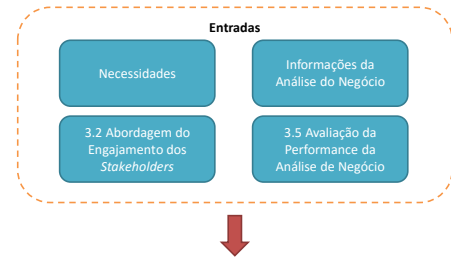 Entradas
Necessidades
Informações da
Análise do Negócio
3.2 Abordagem do
Engajamento dos
Stakeholders
3.5 Avaliação da
Performance da
Análise de Negócio